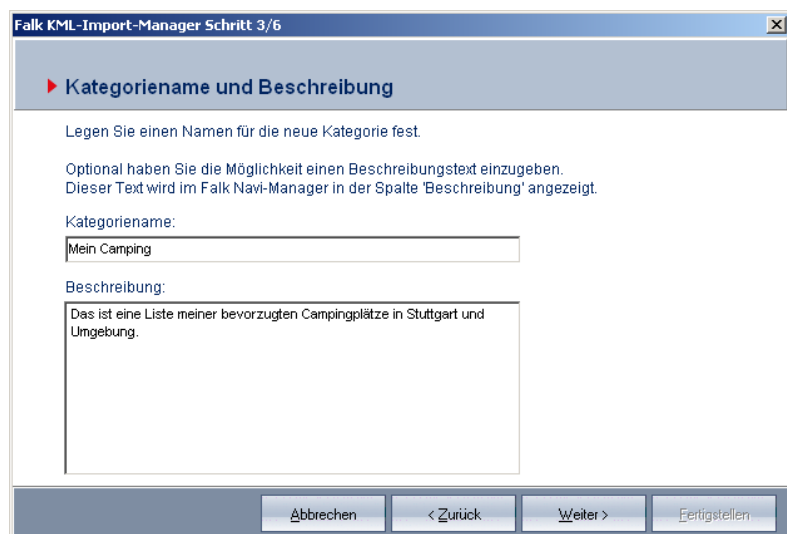 Falk KML-Import-Manager Schritt 3/6
Kategoriename und Beschreibung
Legen Sie einen Namen für die neue Kategorie fest.
Optional haben Sie die Möglichkeit einen Beschreibungstext einzugeben.
Dieser Text wird im Falk Navi-Manager in der Spalte 'Beschreibung' angezeigt.
Kategoriename:
Mein Camping
Beschreibung:
Das ist eine Liste meiner bevorzugten Campingplätze in Stuttgart und
Umgebung.
Abbrechen
< Zurück
Weiter >
Fertigstellen